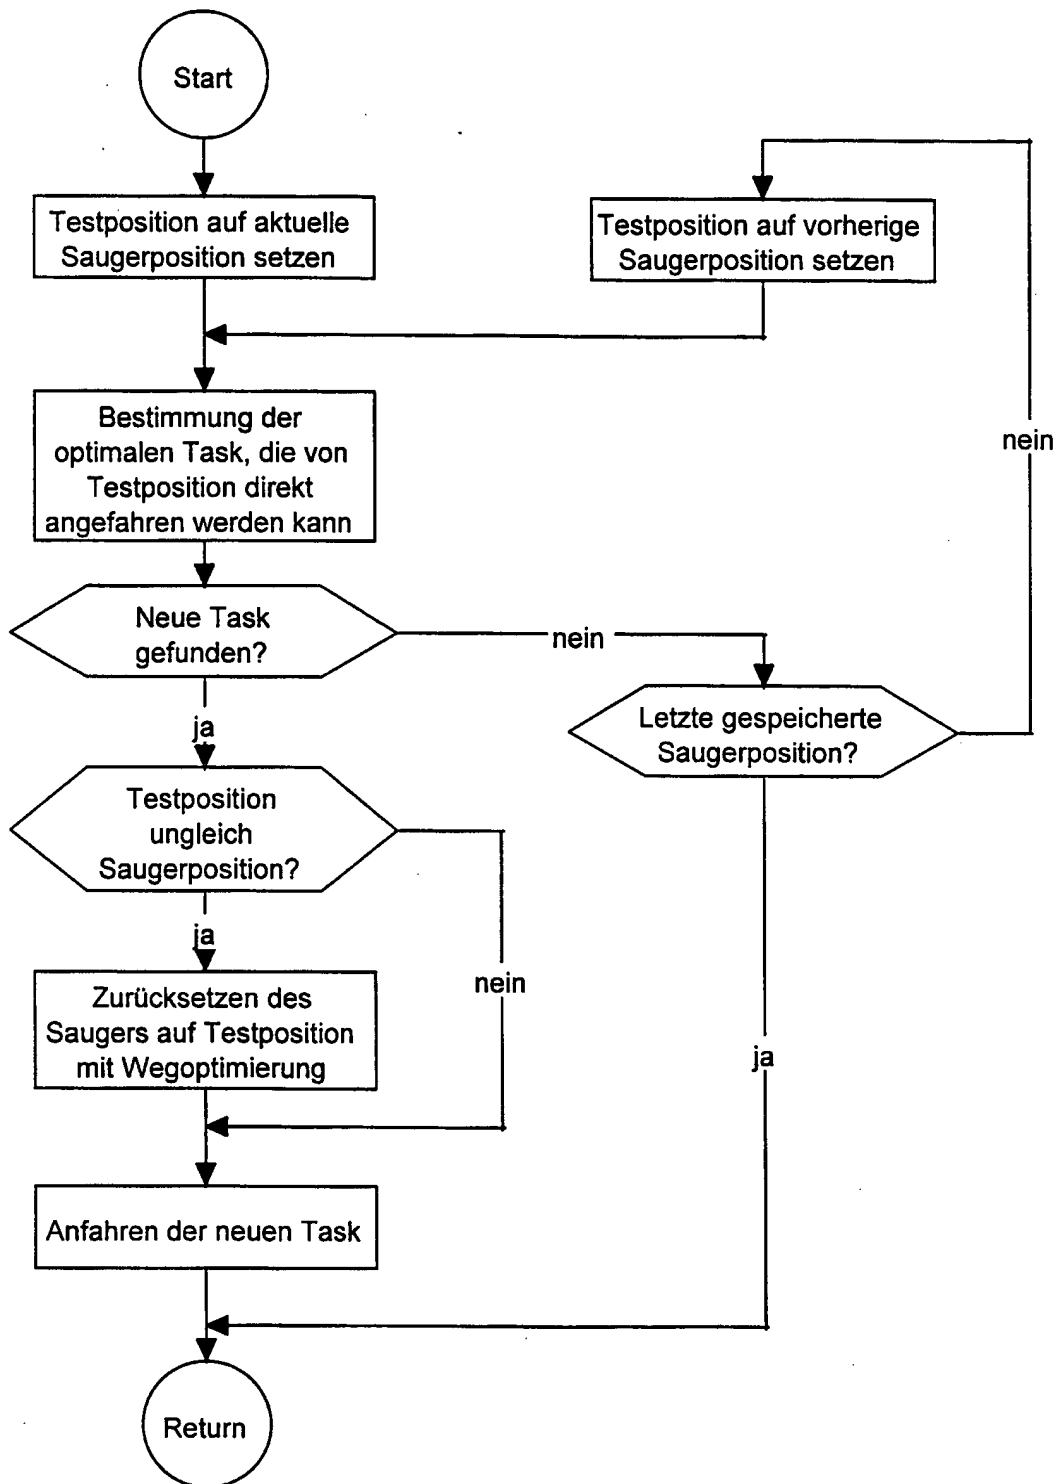 Start
Testposition auf aktuelle
Saugerposition setzen
Testposition auf vorherige
Saugerposition setzen
Bestimmung der
optimalen Task, die von
Testposition direkt
angefahren werden kann
nein
Neue Task
gefunden?
nein
ja
Letzte gespeicherte
Saugerposition?
Testposition
ungleich
Saugerposition?
ja
nein
Zurücksetzen des
Saugers auf Testposition
mit Wegoptimierung
ja
Anfahren der neuen Task
Return